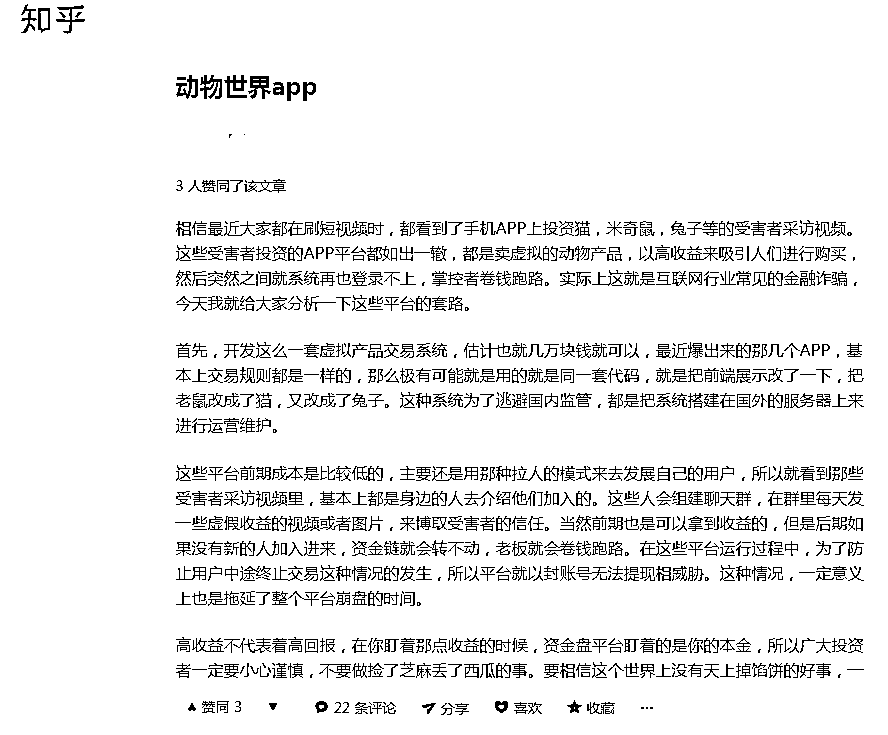 知乎
动物世界app
3 人赞同了该文章
相信最近大家都在刷短视频时，都看到了手机APP上投资猫，米奇鼠，兔子等的受害者采访视频。
这些受害者投资的APP平台都如出一辙，都是卖虚拟的动物产品，以高收益来吸引人们进行购买，
然后突然之间就系统再也登录不上，掌控者卷钱跑路。实际上这就是互联网行业常见的金融诈骗，
今天我就给大家分析一下这些平台的套路。
首先，开发这么一套虚拟产品交易系统，估计也就几万块钱就可以，最近爆出来的那几个APP，基
本上交易规则都是一样的，那么极有可能就是用的就是同一套代码，就是把前端展示改了一下，把
老鼠改成了猫，又改成了兔子。这种系统为了逃避国内监管，都是把系统搭建在国外的服务器上来
进行运营维护。
这些平台前期成本是比较低的，主要还是用那种拉人的模式来去发展自己的用户，所以就看到那些
受害者采访视频里，基本上都是身边的人去介绍他们加入的。这些人会组建聊天群，在群里每天发
一些虚假收益的视频或者图片，来博取受害者的信任。当然前期也是可以拿到收益的，但是后期如
果没有新的人加入进来，资金链就会转不动，老板就会卷钱跑路。在这些平台运行过程中，为了防
止用户中途终止交易这种情况的发生，所以平台就以封账号无法提现相威胁。这种情况，一定意义
上也是拖延了整个平台崩盘的时间。
高收益不代表着高回报，在你盯着那点收益的时候，资金盘平台盯着的是你的本金，所以广大投资
者一定要小心谨慎，不要做捡了芝麻丢了西瓜的事。要相信这个世界上没有天上掉馅饼的好事，一
▲ 赞同 3 ▼ 22 条评论 分享 喜欢 收藏 ···